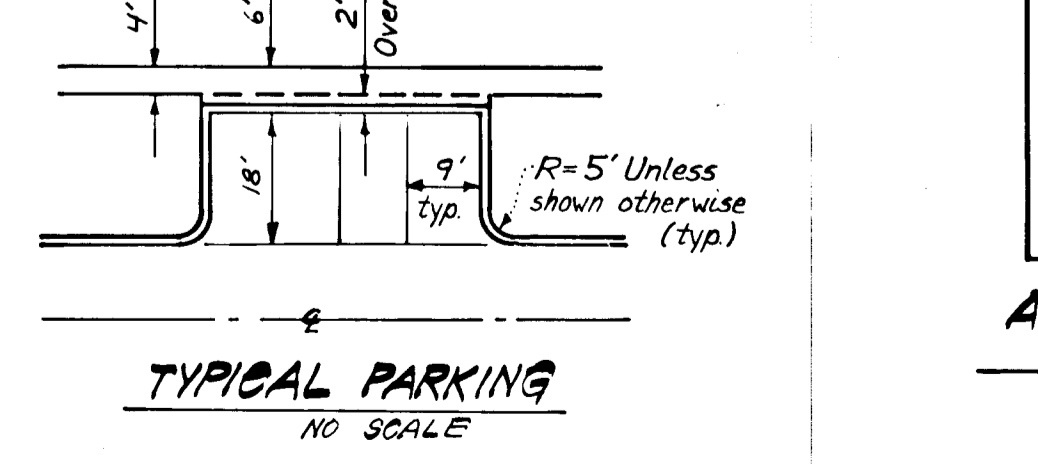 4'
6'
2'
Over
18'
9'
typ.
R=5' Unless
shown otherwise
(typ.)
℄
TYPICAL PARKING
NO SCALE
A